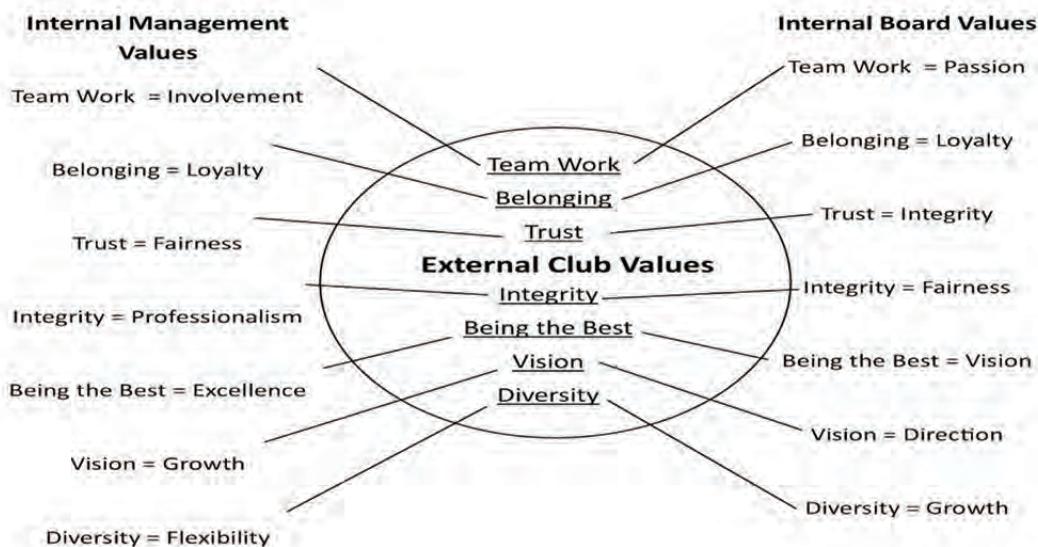 Internal Management
Values
Team Work = Involvement
Belonging = Loyalty
Trust = Fairness
Integrity = Professionalism
Being the Best = Excellence
Vision = Growth
Diversity = Flexibility
Team Work
Belonging
Trust
External Club Values
Integrity
Being the Best
Vision
Diversity
Internal Board Values
Team Work = Passion
Belonging = Loyalty
Trust = Integrity
Integrity = Fairness
Being the Best = Vision
Vision = Direction
Diversity = Growth